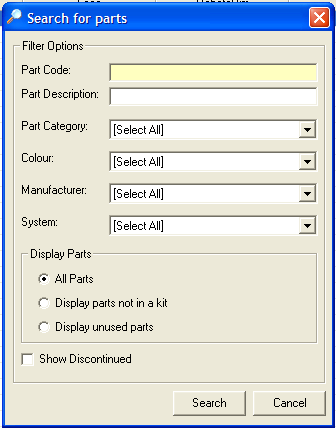 Search for parts
Filter Options
Part Code:
Part Description:
Part Category: [Select All]
Colour: [Select All]
Manufacturer: [Select All]
System: [Select All]
Display Parts
All Parts
Display parts not in a kit
Display unused parts
Show Discontinued
Search Cancel